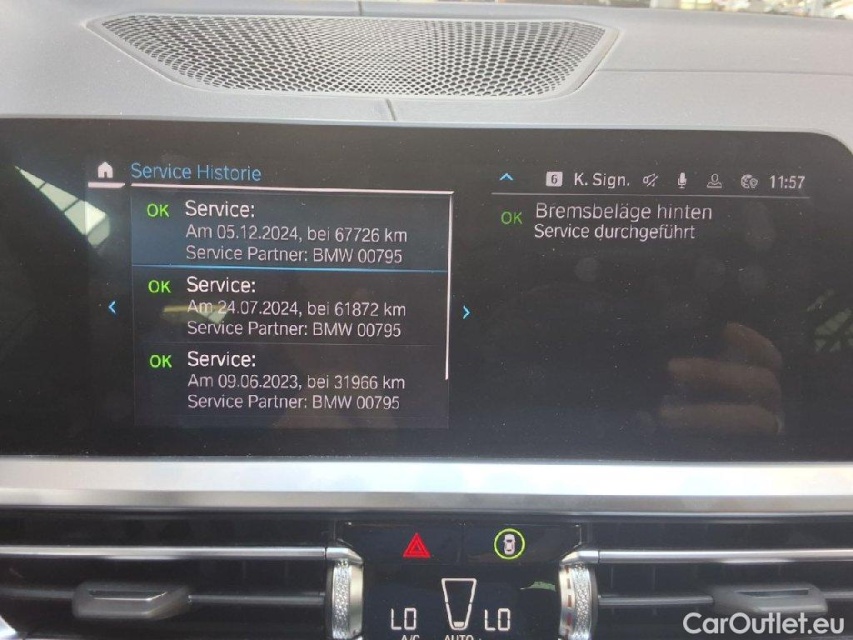 Service Historie
6 K. Sign. 11:57
OK Service:
Am 05.12.2024, bei 67726 km
Service Partner: BMW 00795
OK Service:
Am 24.07.2024, bei 61872 km
Service Partner: BMW 00795
OK Service:
Am 09.06.2023, bei 31966 km
Service Partner: BMW 00795
OK Bremsbeläge hinten
Service durchgeführt
LO LO
A/C AUTO
CarOutlet.eu